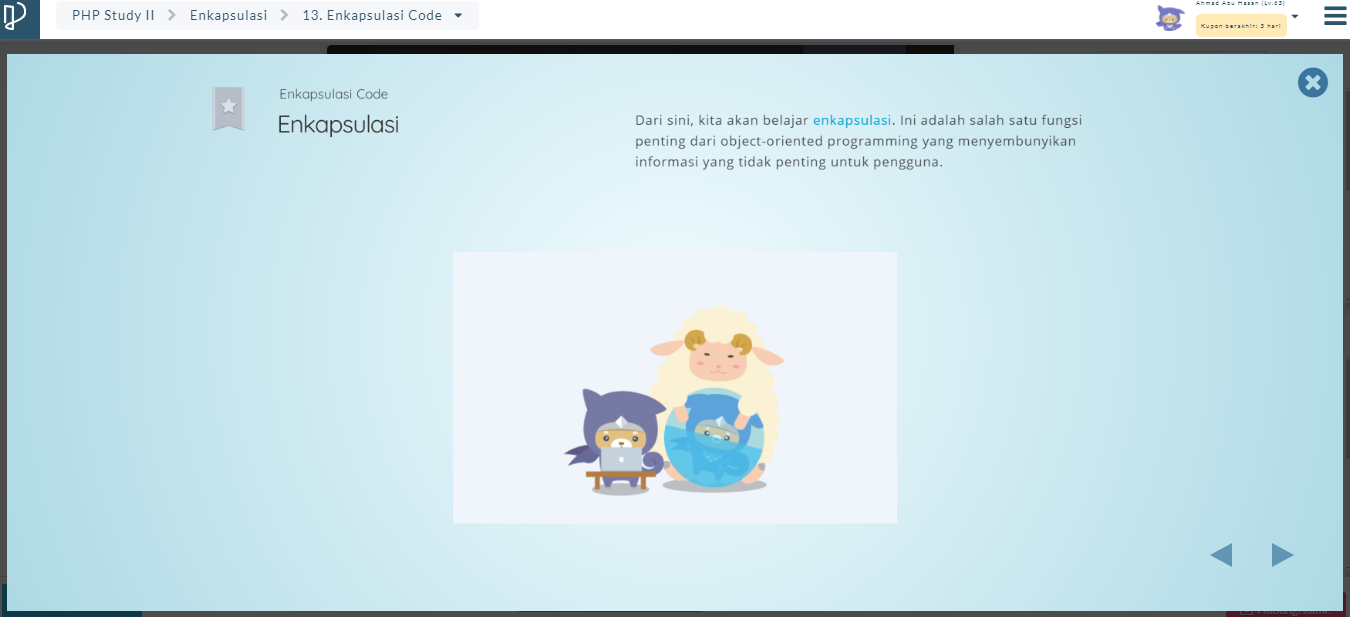 PHP Study II Enkapsulasi 13. Enkapsulasi Code
Ahmad Abu Hasan (Lv.63)
Kupon berakhir: 3 hari
Enkapsulasi Code
Enkapsulasi
Dari sini, kita akan belajar enkapsulasi. Ini adalah salah satu fungsi
penting dari object-oriented programming yang menyembunyikan
informasi yang tidak penting untuk pengguna.